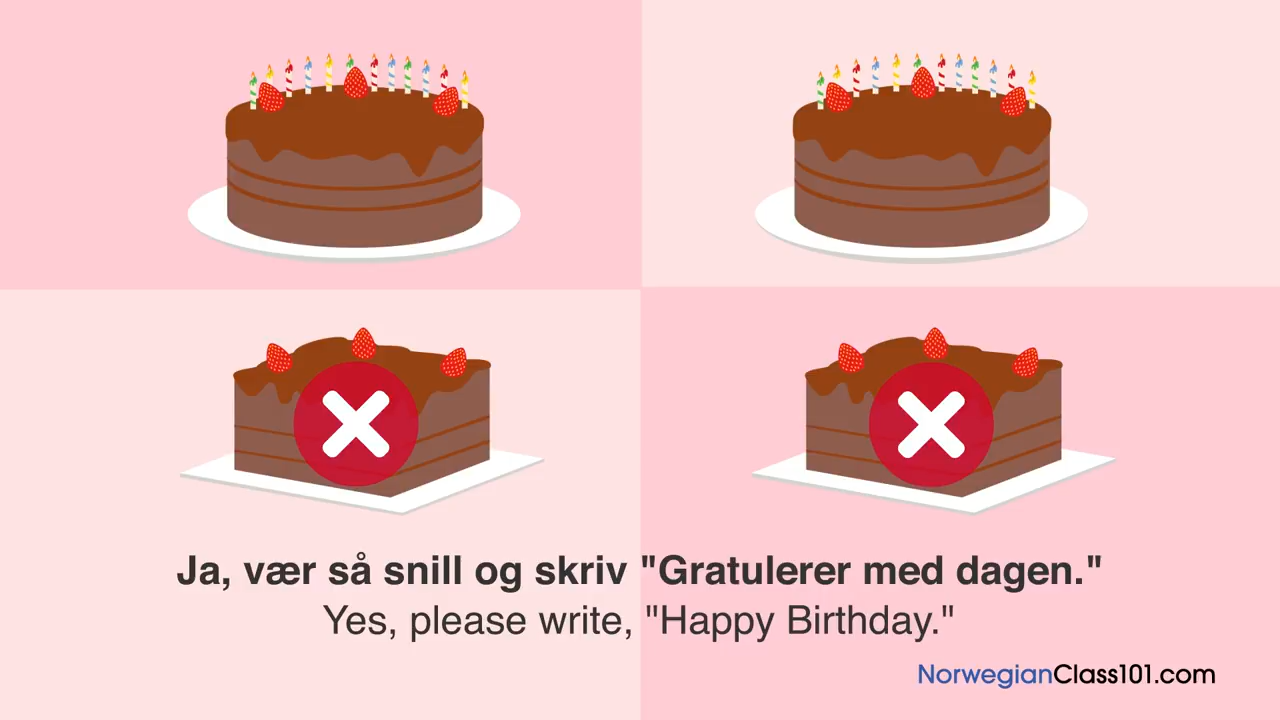 Ja, vær så snill og skriv "Gratulerer med dagen."
Yes, please write, "Happy Birthday."
NorwegianClass101.com